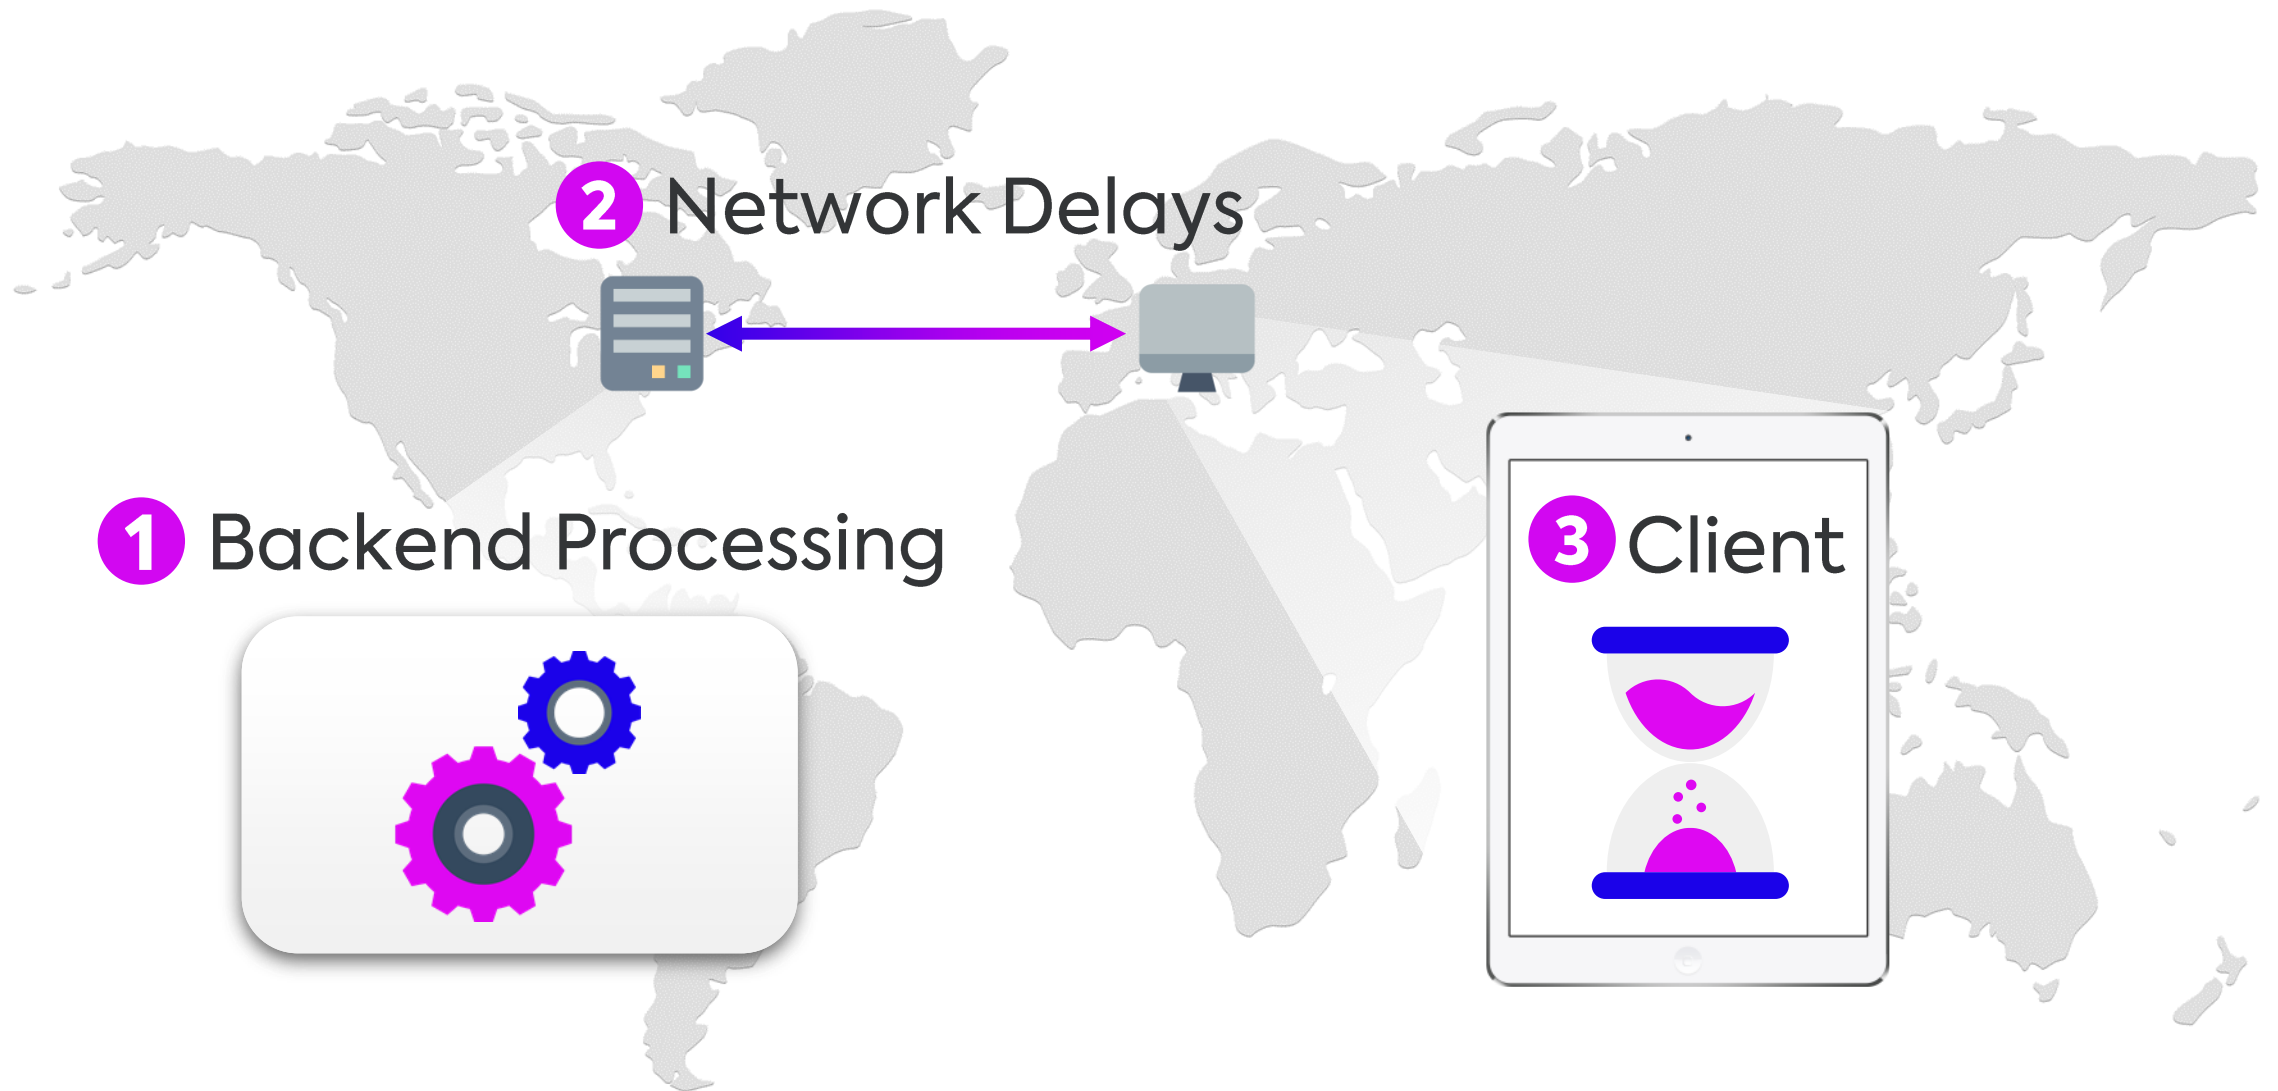 2 Network Delays
1 Backend Processing
3 Client